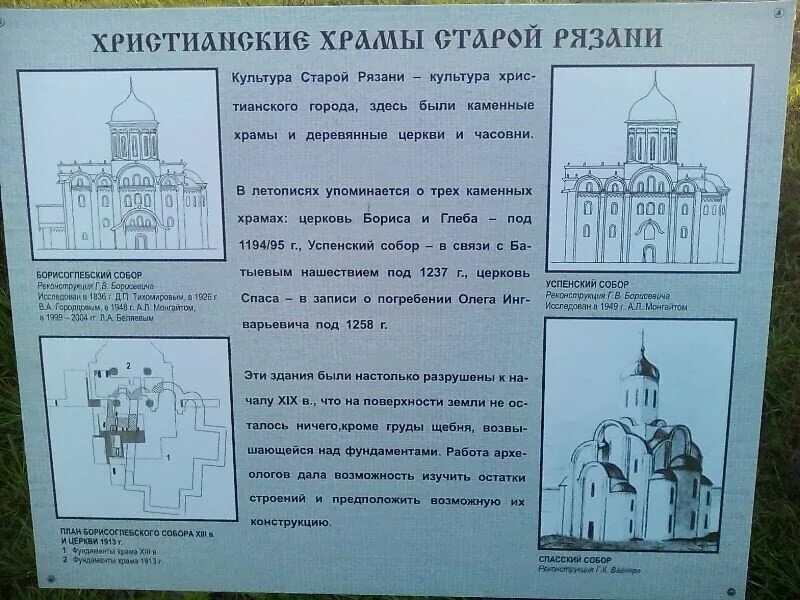 ХРИСТИАНСКИЕ ХРАМЫ СТАРОЙ РЯЗАНИ
Культура Старой Рязани – культура хрис-
тианского города, здесь были каменные
храмы и деревянные церкви и часовни.
В летописях упоминается о трех каменных
храмах: церковь Бориса и Глеба – под
1194/95 г., Успенский собор – в связи с Ба-
тыевым нашествием под 1237 г., церковь
Спаса – в записи о погребении Олега Инг-
варьевича под 1258 г.
Эти здания были настолько разрушены к на-
чалу XIX в., что на поверхности земли не ос-
талось ничего,кроме груды щебня, возвы-
шающейся над фундаментами. Работа архе-
ологов дала возможность изучить остатки
строений и предположить возможную их
конструкцию.
БОРИСОГЛЕБСКИЙ СОБОР
Реконструкция Г.В. Борисевича
Исследован в 1836 г. Д.П. Тихомировым, в 1926 г.
В.А. Городцовым, в 1948 г. А.Л. Монгайтом,
в 1999 – 2004 гг. Л.А. Беляевым
2
1
ПЛАН БОРИСОГЛЕБСКОГО СОБОРА XIII в.
И ЦЕРКВИ 1913 г.
1 Фундаменты храма XIII в.
2 Фундаменты храма 1913 г.
УСПЕНСКИЙ СОБОР
Реконструкция Г.В. Борисевича
Исследован в 1949 г. А.Л. Монгайтом
СПАССКИЙ СОБОР
Реконструкция Г.К. Вагнера